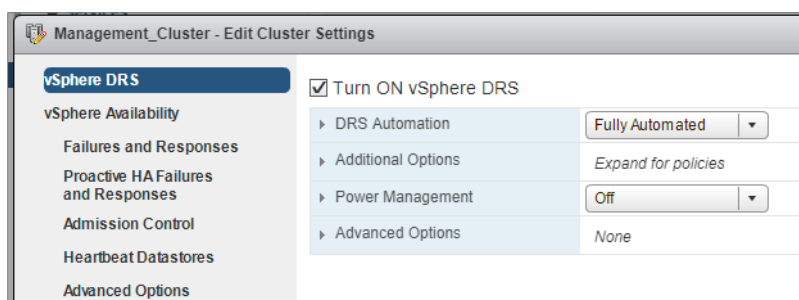 Management_Cluster - Edit Cluster Settings
vSphere DRS
vSphere Availability
Failures and Responses
Proactive HA Failures
and Responses
Admission Control
Heartbeat Datastores
Advanced Options
Turn ON vSphere DRS
DRS Automation
Fully Automated
Additional Options
Expand for policies
Power Management
Off
Advanced Options
None